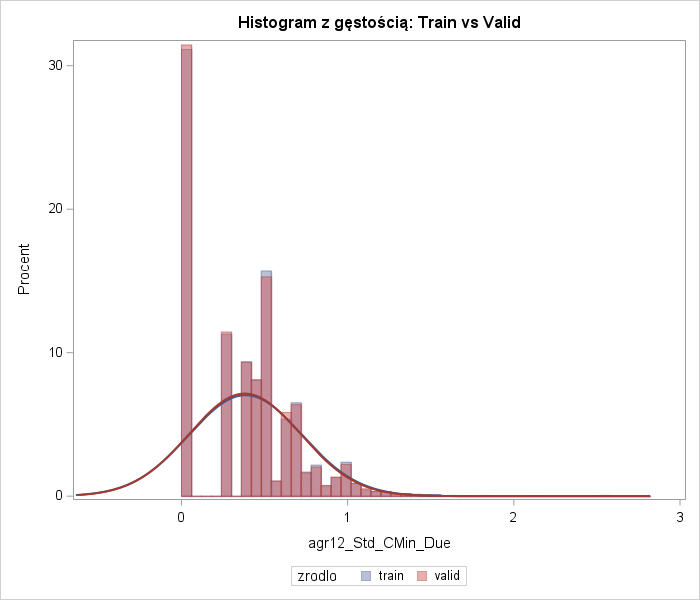 Histogram z gęstością: Train vs Valid
30
20
10
0
Procent
0 1 2 3
agr12_Std_CMin_Due
zrodlo train valid